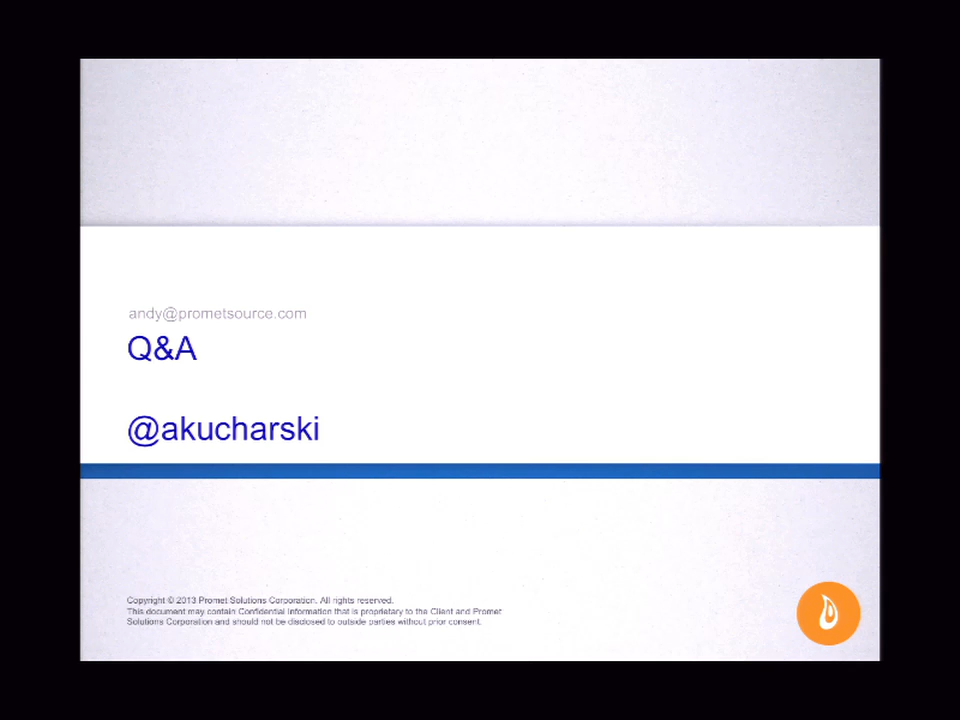 andy@prometsource.com
Q&A
@akucharski
Copyright © 2013 Promet Solutions Corporation. All rights reserved.
This document may contain Confidential Information that is proprietary to the Client and Promet
Solutions Corporation and should not be disclosed to outside parties without prior consent.